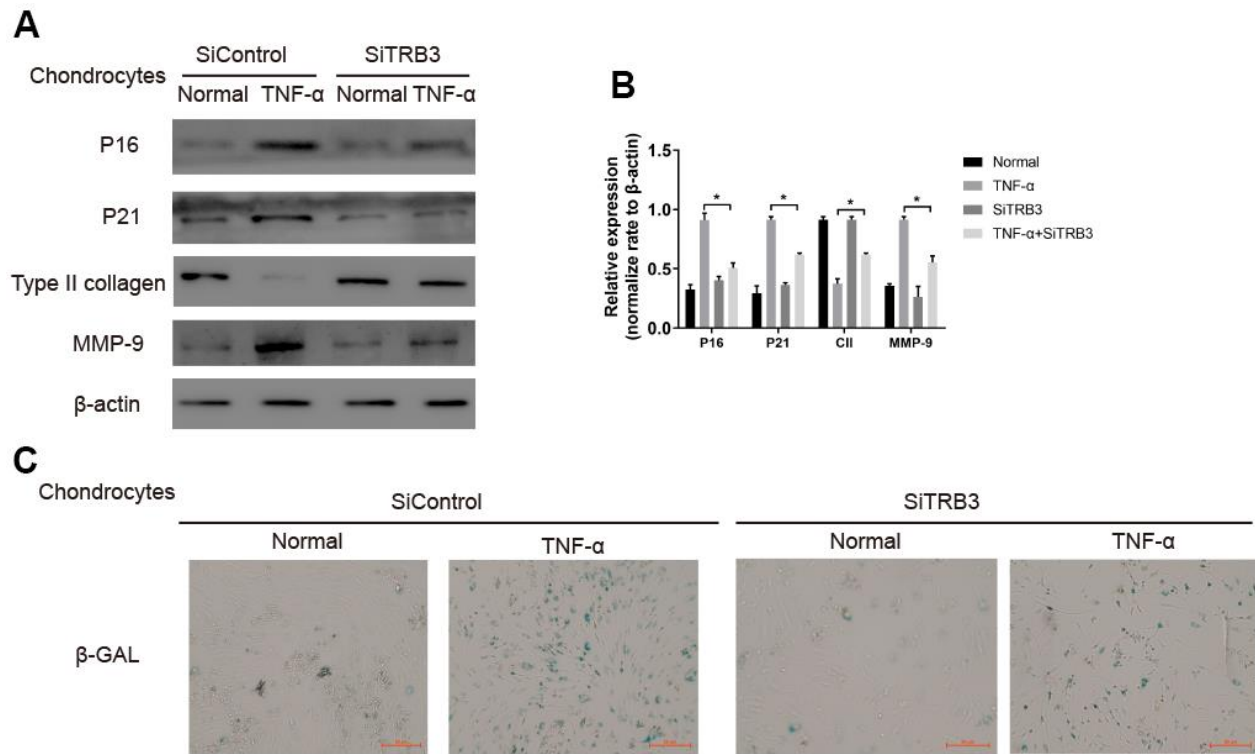 A
SiControl SiTRB3
Chondrocytes
Normal TNF-α Normal TNF-α
P16
P21
Type II collagen
MMP-9
β-actin
B
Relative expression
(normalize rate to β-actin)
1.5
1.0
0.5
0.0
* * * *
P16 P21 CII MMP-9
Normal
TNF-α
SiTRB3
TNF-α+SiTRB3
C
Chondrocytes
SiControl SiTRB3
Normal TNF-α Normal TNF-α
β-GAL